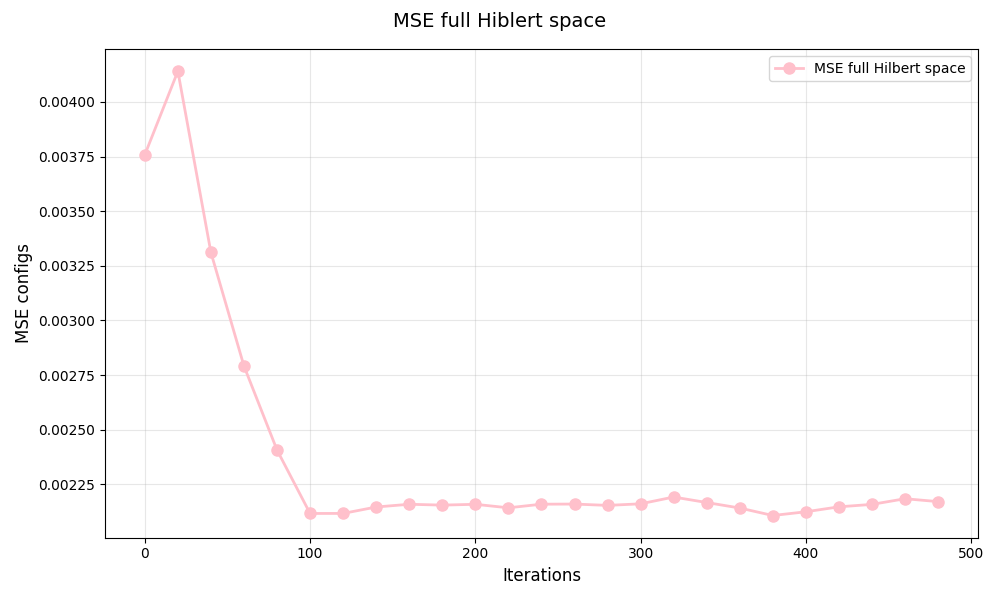 MSE full Hiblert space
MSE full Hilbert space
0.00400
0.00375
0.00350
0.00325
0.00300
0.00275
0.00250
0.00225
MSE configs
0 100 200 300 400 500
Iterations